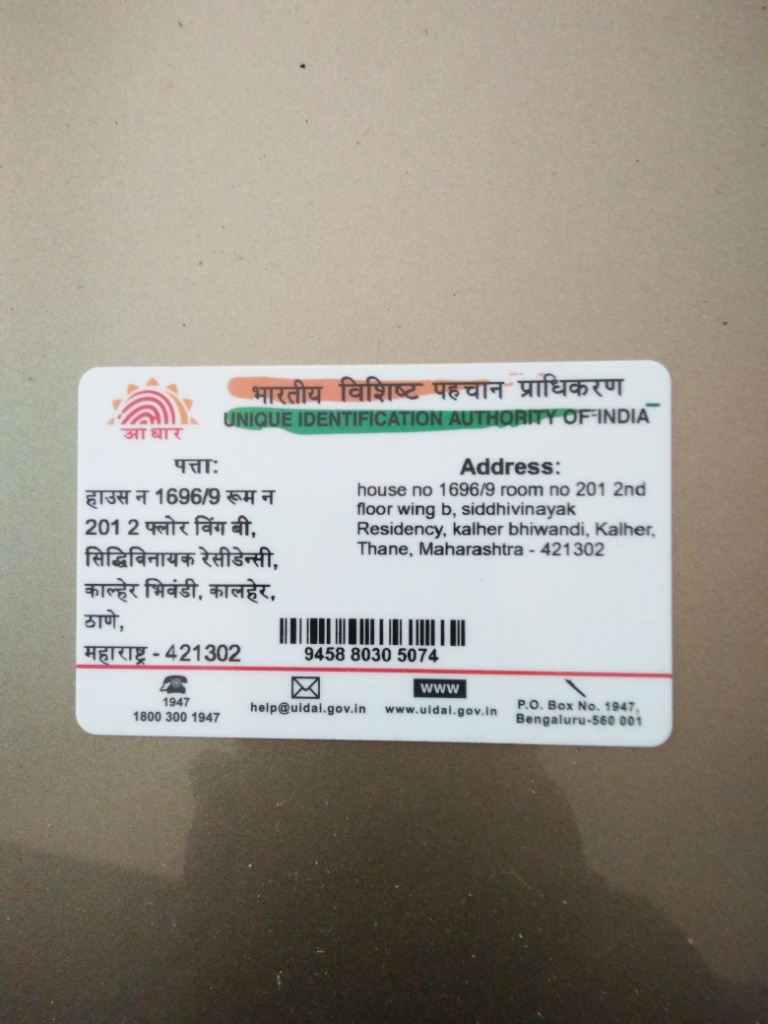 भारतीय विशिष्ट पहचान प्राधिकरण
UNIQUE IDENTIFICATION AUTHORITY OF INDIA
आधार
पत्ता:
हाउस न 1696/9 रूम न
201 2 फ्लोर विंग बी,
सिद्धिबिनायक रेसीडेन्सी,
काल्हेर भिबंडी, कालहेर,
ठाणे,
महाराष्ट्र - 421302
Address:
house no 1696/9 room no 201 2nd
floor wing b, siddhivinayak
Residency, kalher bhiwandi, Kalher,
Thane, Maharashtra - 421302
9458 8030 5074
1947
1800 300 1947
help@uidai.gov.in
www
www.uidai.gov.in
P.O. Box No. 1947,
Bengaluru-560 001